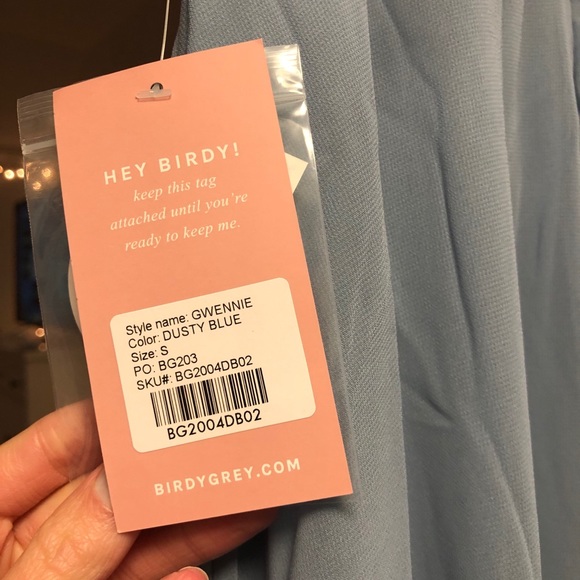 HEY BIRDY!
keep this tag
attached until you're
ready to keep me.
Style name: GWENNIE
Color: DUSTY BLUE
Size: S
PO: BG203
SKU#: BG2004DB02
BG2004DB02
BIRDYGREY.COM